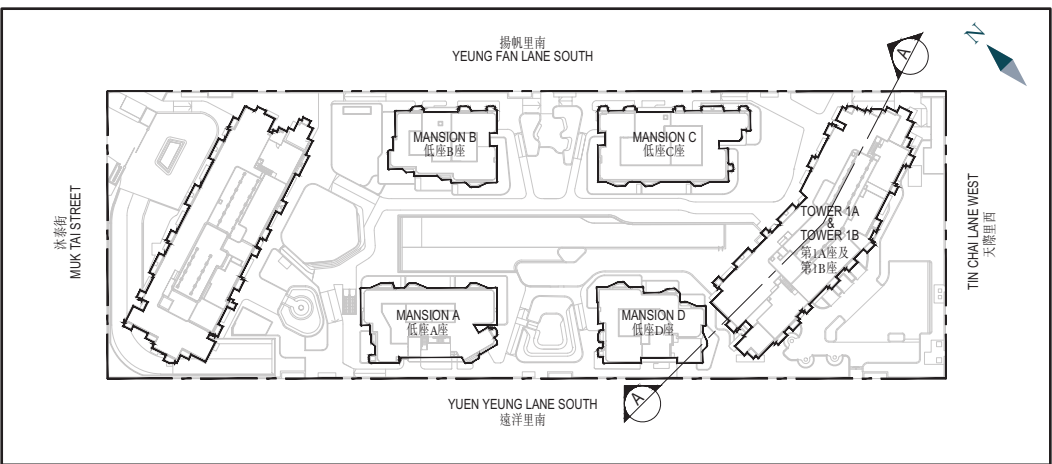 揚帆里南
YEUNG FAN LANE SOUTH
A
N
MANSION B
低座B座
MANSION C
低座C座
沐泰街
MUK TAI STREET
TOWER 1A
&
TOWER 1B
第1A座及
第1B座
TIN CHAI LANE WEST
天際里西
MANSION A
低座A座
MANSION D
低座D座
YUEN YEUNG LANE SOUTH
遠洋里南
A